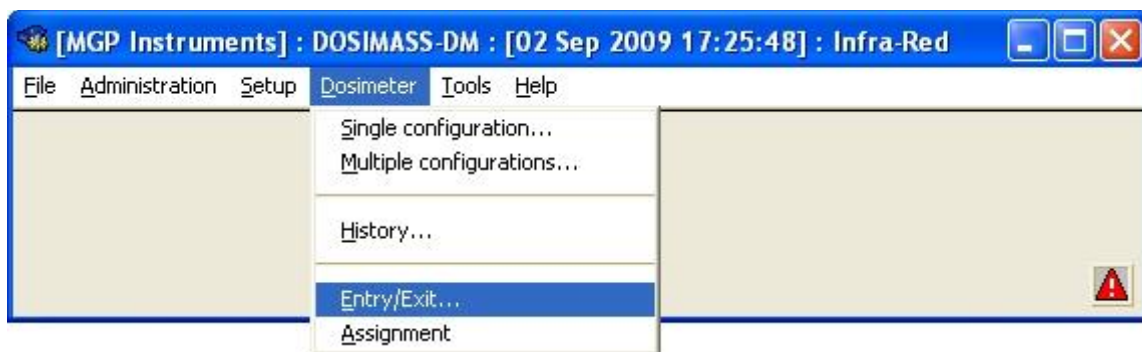 [MGP Instruments] : DOSIMASS-DM : [02 Sep 2009 17:25:48] : Infra-Red
File Administration Setup Dosimeter Tools Help
Single configuration...
Multiple configurations...
History...
Entry/Exit...
Assignment